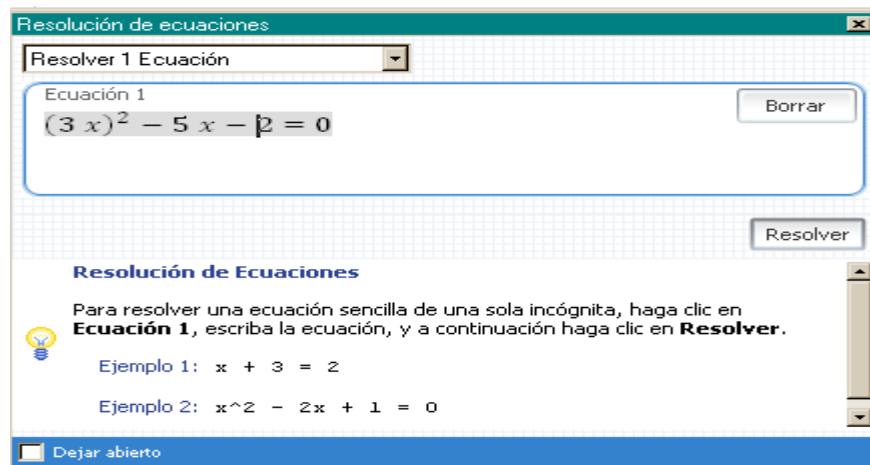 Resolución de ecuaciones
Resolver 1 Ecuación
Ecuación 1
Borrar
(3 x)² − 5 x − 2 = 0
Resolver
Resolución de Ecuaciones
Para resolver una ecuación sencilla de una sola incógnita, haga clic en
Ecuación 1, escriba la ecuación, y a continuación haga clic en Resolver.
Ejemplo 1: x + 3 = 2
Ejemplo 2: x^2 - 2x + 1 = 0
Dejar abierto